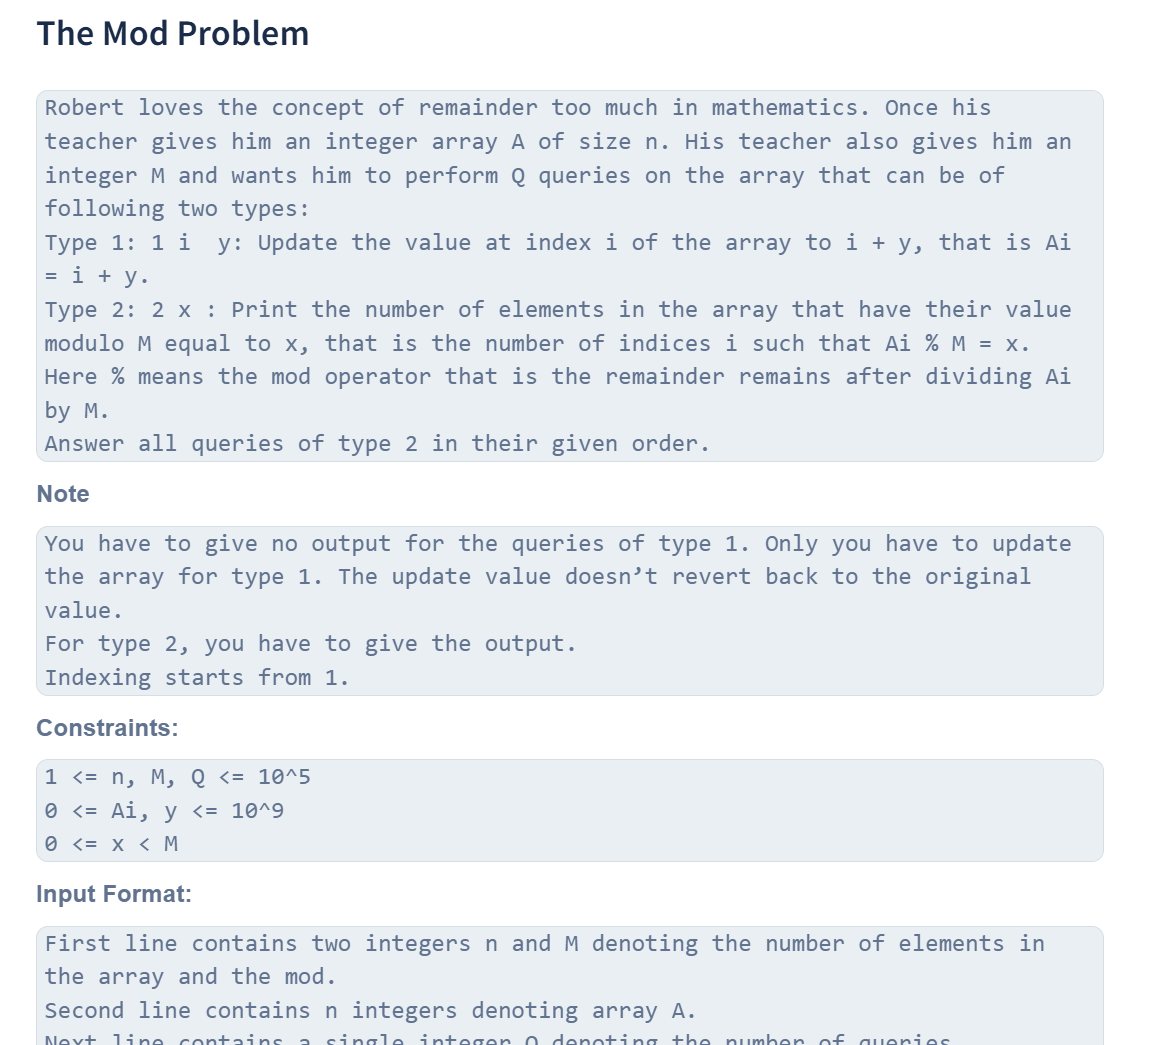 The Mod Problem
Robert loves the concept of remainder too much in mathematics. Once his
teacher gives him an integer array A of size n. His teacher also gives him an
integer M and wants him to perform Q queries on the array that can be of
following two types:
Type 1: 1 i  y: Update the value at index i of the array to i + y, that is Ai
= i + y.
Type 2: 2 x : Print the number of elements in the array that have their value
modulo M equal to x, that is the number of indices i such that Ai % M = x.
Here % means the mod operator that is the remainder remains after dividing Ai
by M.
Answer all queries of type 2 in their given order.
Note
You have to give no output for the queries of type 1. Only you have to update
the array for type 1. The update value doesn’t revert back to the original
value.
For type 2, you have to give the output.
Indexing starts from 1.
Constraints:
1 <= n, M, Q <= 10^5
0 <= Ai, y <= 10^9
0 <= x < M
Input Format:
First line contains two integers n and M denoting the number of elements in
the array and the mod.
Second line contains n integers denoting array A.
Next line contains a single integer Q denoting the number of queries.